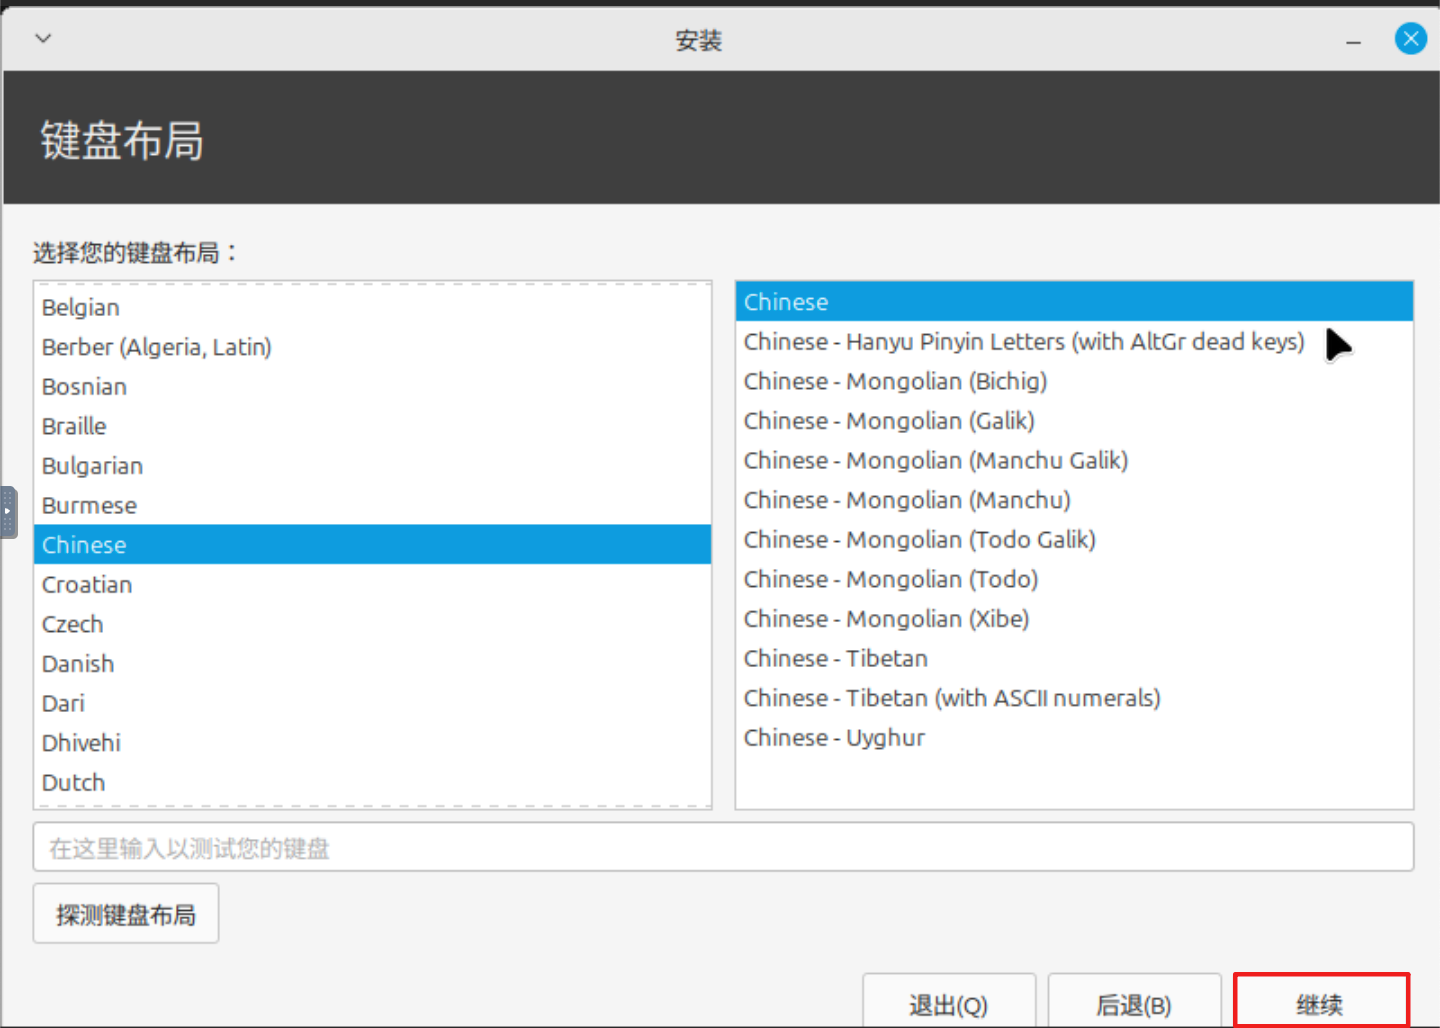 安装
键盘布局
选择您的键盘布局：
Belgian
Berber (Algeria, Latin)
Bosnian
Braille
Bulgarian
Burmese
Chinese
Croatian
Czech
Danish
Dari
Dhivehi
Dutch
Chinese
Chinese - Hanyu Pinyin Letters (with AltGr dead keys)
Chinese - Mongolian (Bichig)
Chinese - Mongolian (Galik)
Chinese - Mongolian (Manchu Galik)
Chinese - Mongolian (Manchu)
Chinese - Mongolian (Todo Galik)
Chinese - Mongolian (Todo)
Chinese - Mongolian (Xibe)
Chinese - Tibetan
Chinese - Tibetan (with ASCII numerals)
Chinese - Uyghur
在这里输入以测试您的键盘
探测键盘布局
退出(Q)
后退(B)
继续